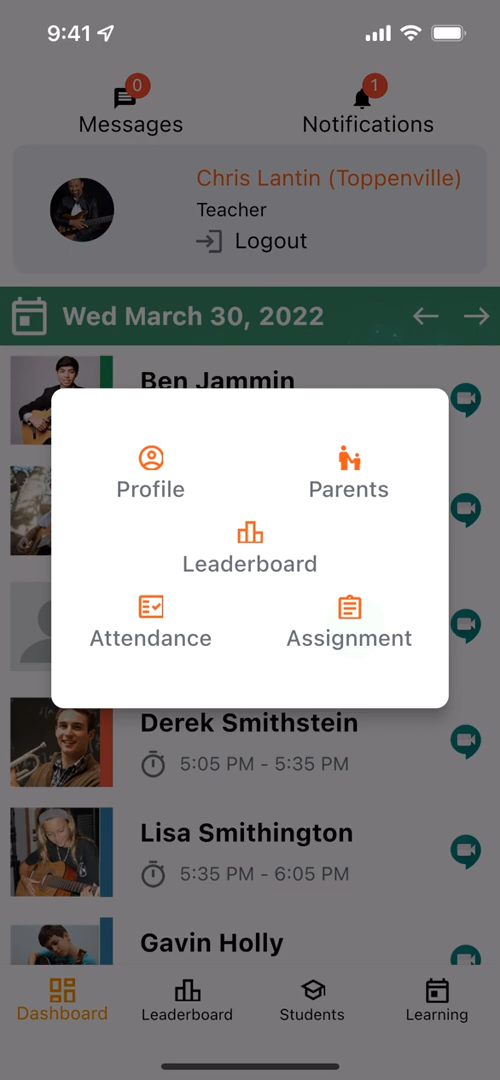 9:41
0
1
Messages
Notifications
Chris Lantin (Toppenville)
Teacher
Logout
Wed March 30, 2022
Ben Jammin
Profile
Parents
Leaderboard
Attendance
Assignment
Derek Smithstein
5:05 PM - 5:35 PM
Lisa Smithington
5:35 PM - 6:05 PM
Gavin Holly
Dashboard
Leaderboard
Students
Learning